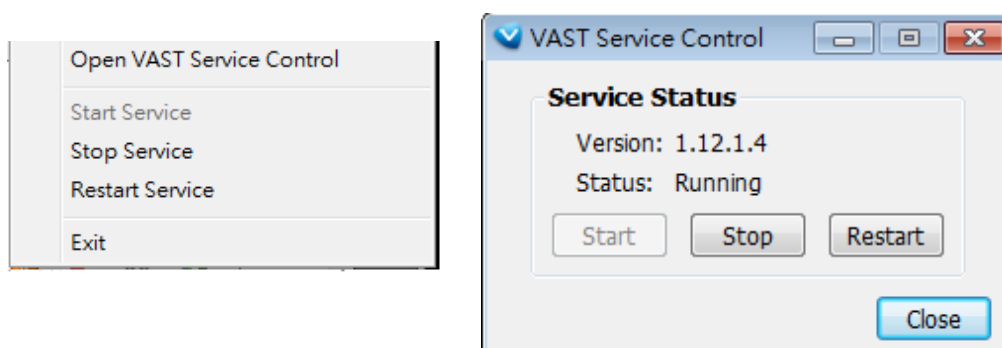 Open VAST Service Control
Start Service
Stop Service
Restart Service
Exit
VAST Service Control
Service Status
Version: 1.12.1.4
Status: Running
Start Stop Restart
Close